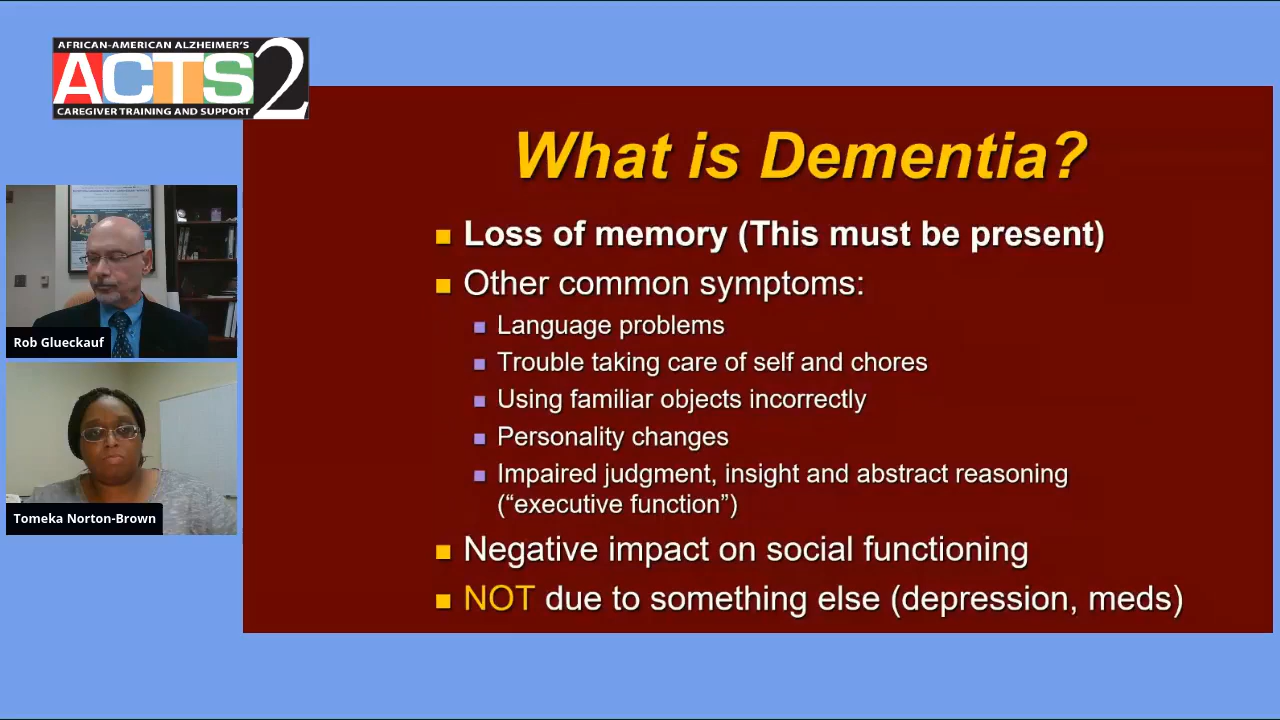 AFRICAN-AMERICAN ALZHEIMER'S
ACTS2
CAREGIVER TRAINING AND SUPPORT
What is Dementia?
Loss of memory (This must be present)
Other common symptoms:
Language problems
Trouble taking care of self and chores
Using familiar objects incorrectly
Personality changes
Impaired judgment, insight and abstract reasoning
(“executive function”)
Negative impact on social functioning
NOT due to something else (depression, meds)
Rob Glueckauf
Tomeka Norton-Brown